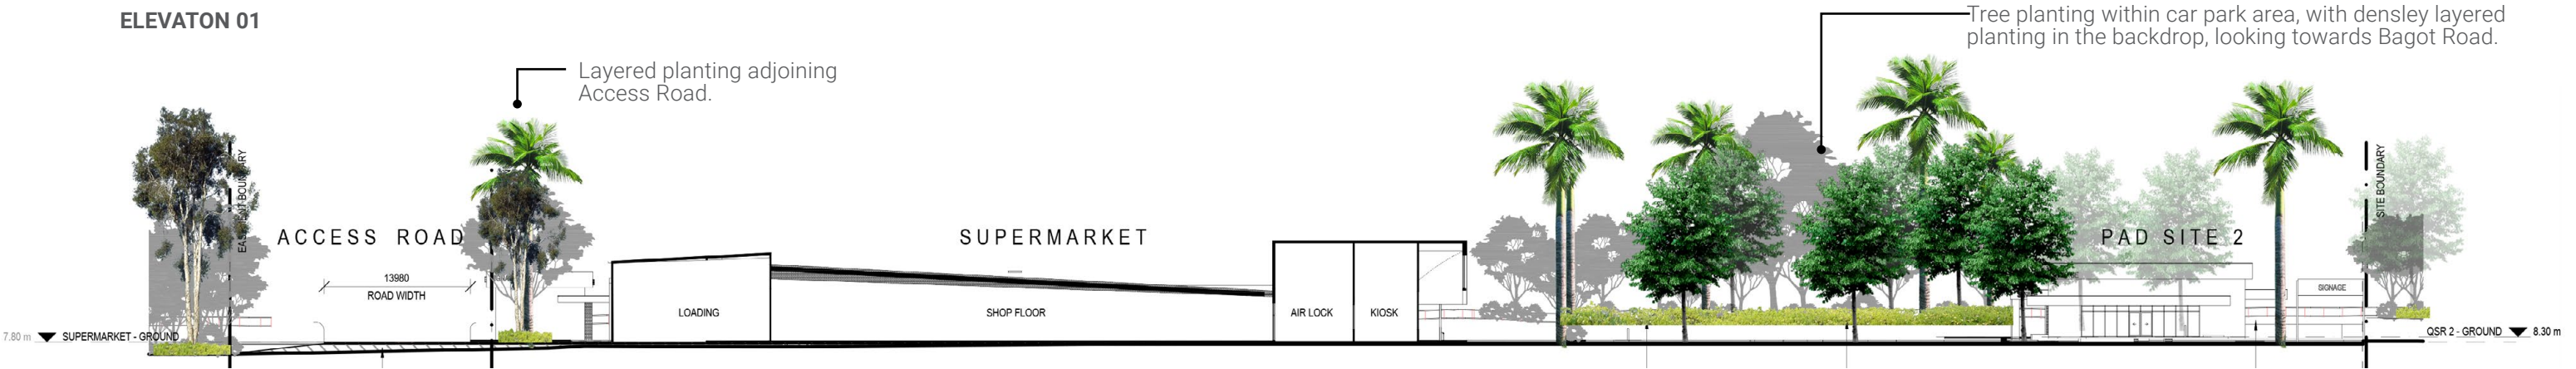 ELEVATON 01
Layered planting adjoining
Access Road.
Tree planting within car park area, with densley layered
planting in the backdrop, looking towards Bagot Road.
EASEMENT BOUNDARY
ACCESS ROAD
13980
ROAD WIDTH
SUPERMARKET
LOADING
SHOP FLOOR
AIR LOCK
KIOSK
PAD SITE 2
SIGNAGE
SITE BOUNDARY
7.80 m SUPERMARKET - GROUND
QSR 2 - GROUND 8.30 m